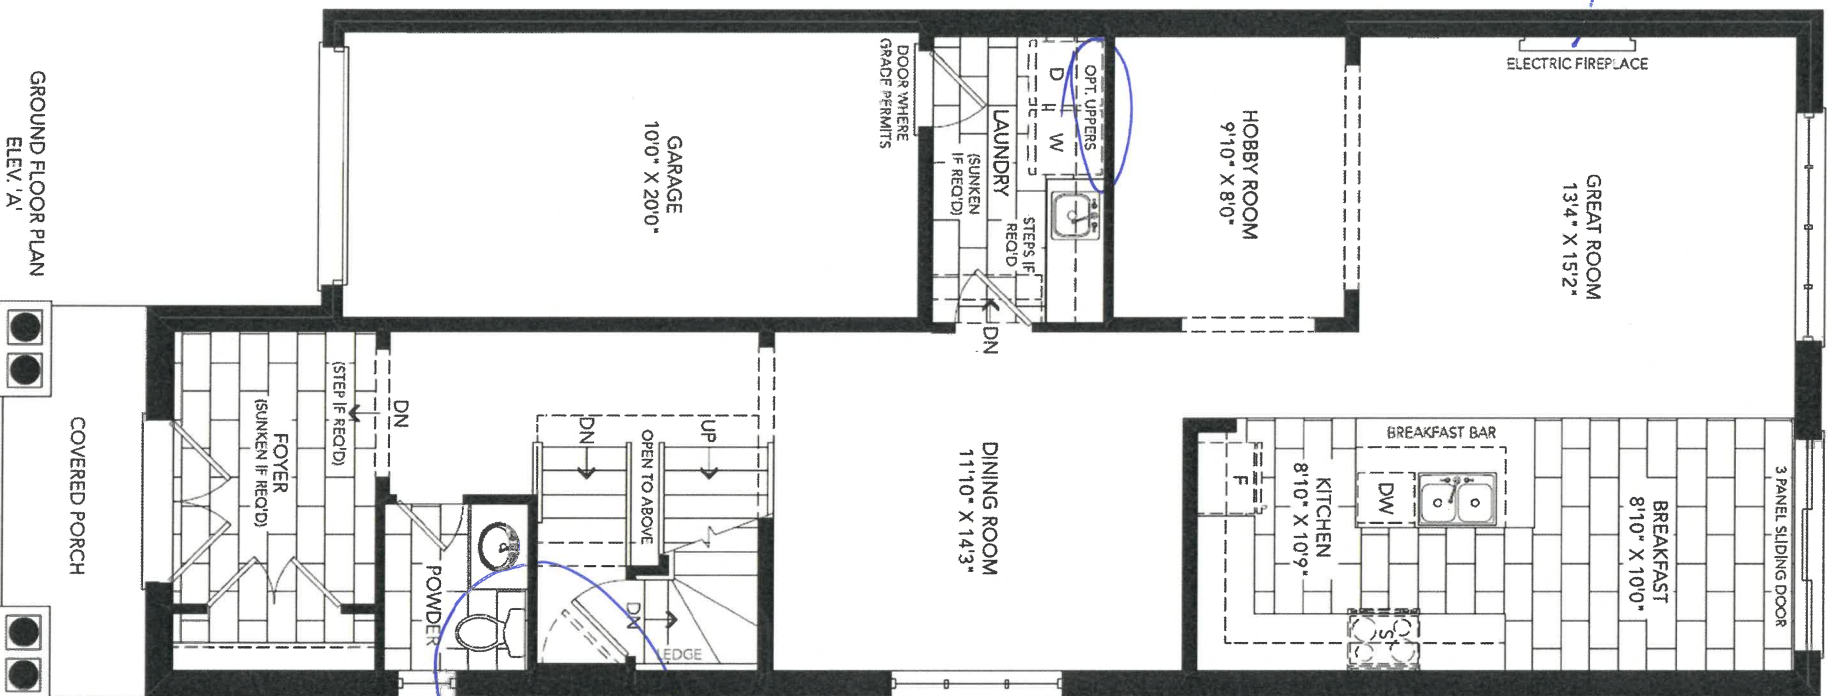 ELECTRIC FIREPLACE
GREAT ROOM
13'4" X 15'2"
3 PANEL SLIDING DOOR
BREAKFAST
8'10" X 10'0"
BREAKFAST BAR
DW
KITCHEN
8'10" X 10'9"
S
F
HOBBY ROOM
9'10" X 8'0"
OPT. UPPERS
D
W
LAUNDRY
(SUNKEN
IF REQ'D)
STEPS IF
REQ'D
DN
DINING ROOM
11'10" X 14'3"
DOOR WHERE
GRADE PERMITS
GARAGE
10'0" X 20'0"
UP
OPEN TO ABOVE
DN
DN
LEDGE
POWDER
DN
(STEP IF REQ'D)
FOYER
(SUNKEN IF REQ'D)
COVERED PORCH
GROUND FLOOR PLAN
ELEV. 'A'